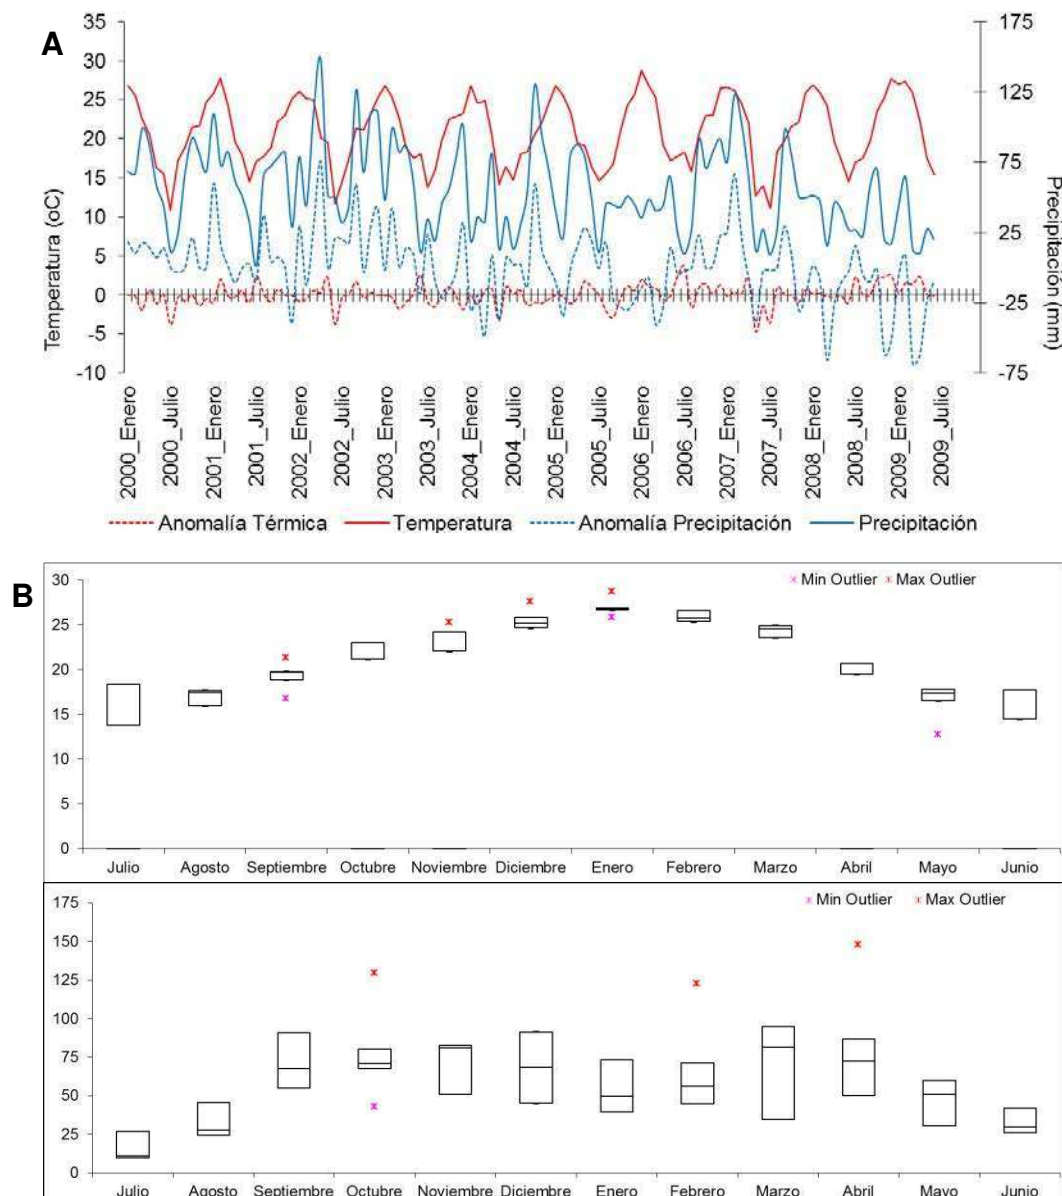 A
35
30
25
20
15
10
5
0
-5
-10
Temperatura (oC)
175
125
75
25
-25
-75
Precipitación (mm)
2000_Enero
2000_Julio
2001_Enero
2001_Julio
2002_Enero
2002_Julio
2003_Enero
2003_Julio
2004_Enero
2004_Julio
2005_Enero
2005_Julio
2006_Enero
2006_Julio
2007_Enero
2007_Julio
2008_Enero
2008_Julio
2009_Enero
2009_Julio
Anomalía Térmica Temperatura Anomalía Precipitación Precipitación
B
Min Outlier Max Outlier
30
25
20
15
10
5
0
Julio Agosto Septiembre Octubre Noviembre Diciembre Enero Febrero Marzo Abril Mayo Junio
Min Outlier Max Outlier
175
150
125
100
75
50
25
0
Julio Agosto Septiembre Octubre Noviembre Diciembre Enero Febrero Marzo Abril Mayo Junio